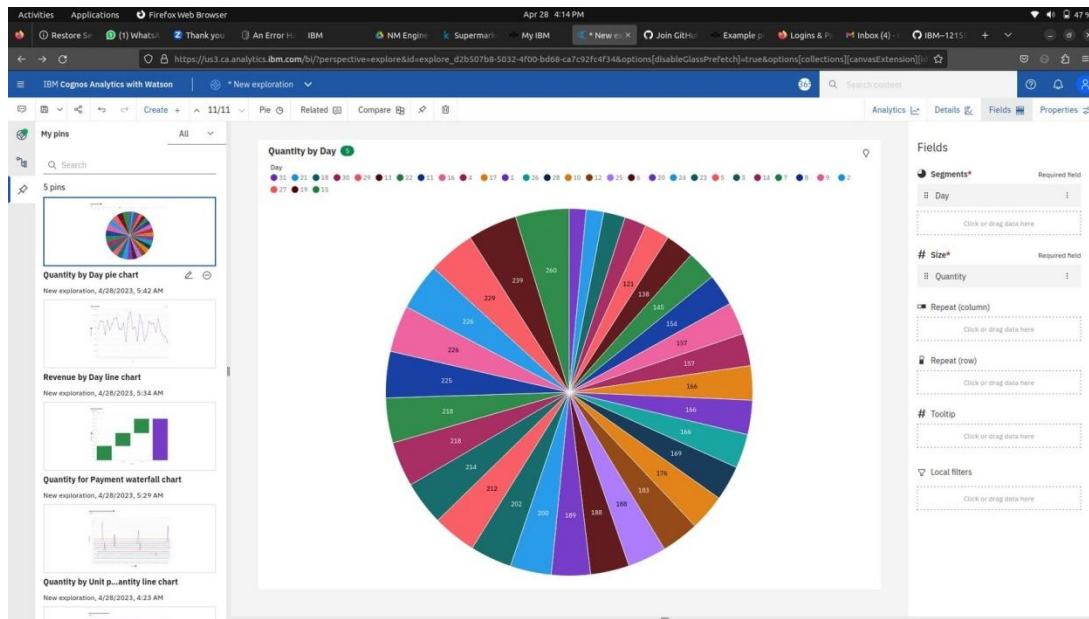 Activities Applications Firefox Web Browser Apr 28 4:14 PM 47 %
Restore Se (1) WhatsA Thank you An Error H IBM NM Engine Supermark My IBM * New ex Join GitHu Example p Logins & P Inbox (4) - IBM--1215
https://us3.ca.analytics.ibm.com/bi/?perspective=explore&id=explore_d2b507b8-5032-4f00-bd68-ca7c92fc4f34&options[disableGlassPrefetch]=true&options[collections][canvasExtension]
IBM Cognos Analytics with Watson * New exploration Search content
Create + 11/11 Pie Related Compare Analytics Details Fields Properties
My pins All
Search
5 pins
Quantity by Day pie chart
New exploration, 4/28/2023, 5:42 AM
Revenue by Day line chart
New exploration, 4/28/2023, 5:34 AM
Quantity for Payment waterfall chart
New exploration, 4/28/2023, 5:29 AM
Quantity by Unit p...antity line chart
New exploration, 4/28/2023, 4:23 AM
Quantity by Day 5
Day
31 21 18 30 29 13 22 11 16 4 17 1 26 28 10 12 25 6 20 24 23 5 3 14 7 8 9 2
27 19 15
121
138
145
154
157
157
166
166
166
169
176
183
188
188
189
200
202
212
214
218
218
225
226
226
229
239
260
Fields
Segments* Required field
Day
Click or drag data here
# Size* Required field
Quantity
Repeat (column)
Click or drag data here
Repeat (row)
Click or drag data here
# Tooltip
Click or drag data here
Local filters
Click or drag data here